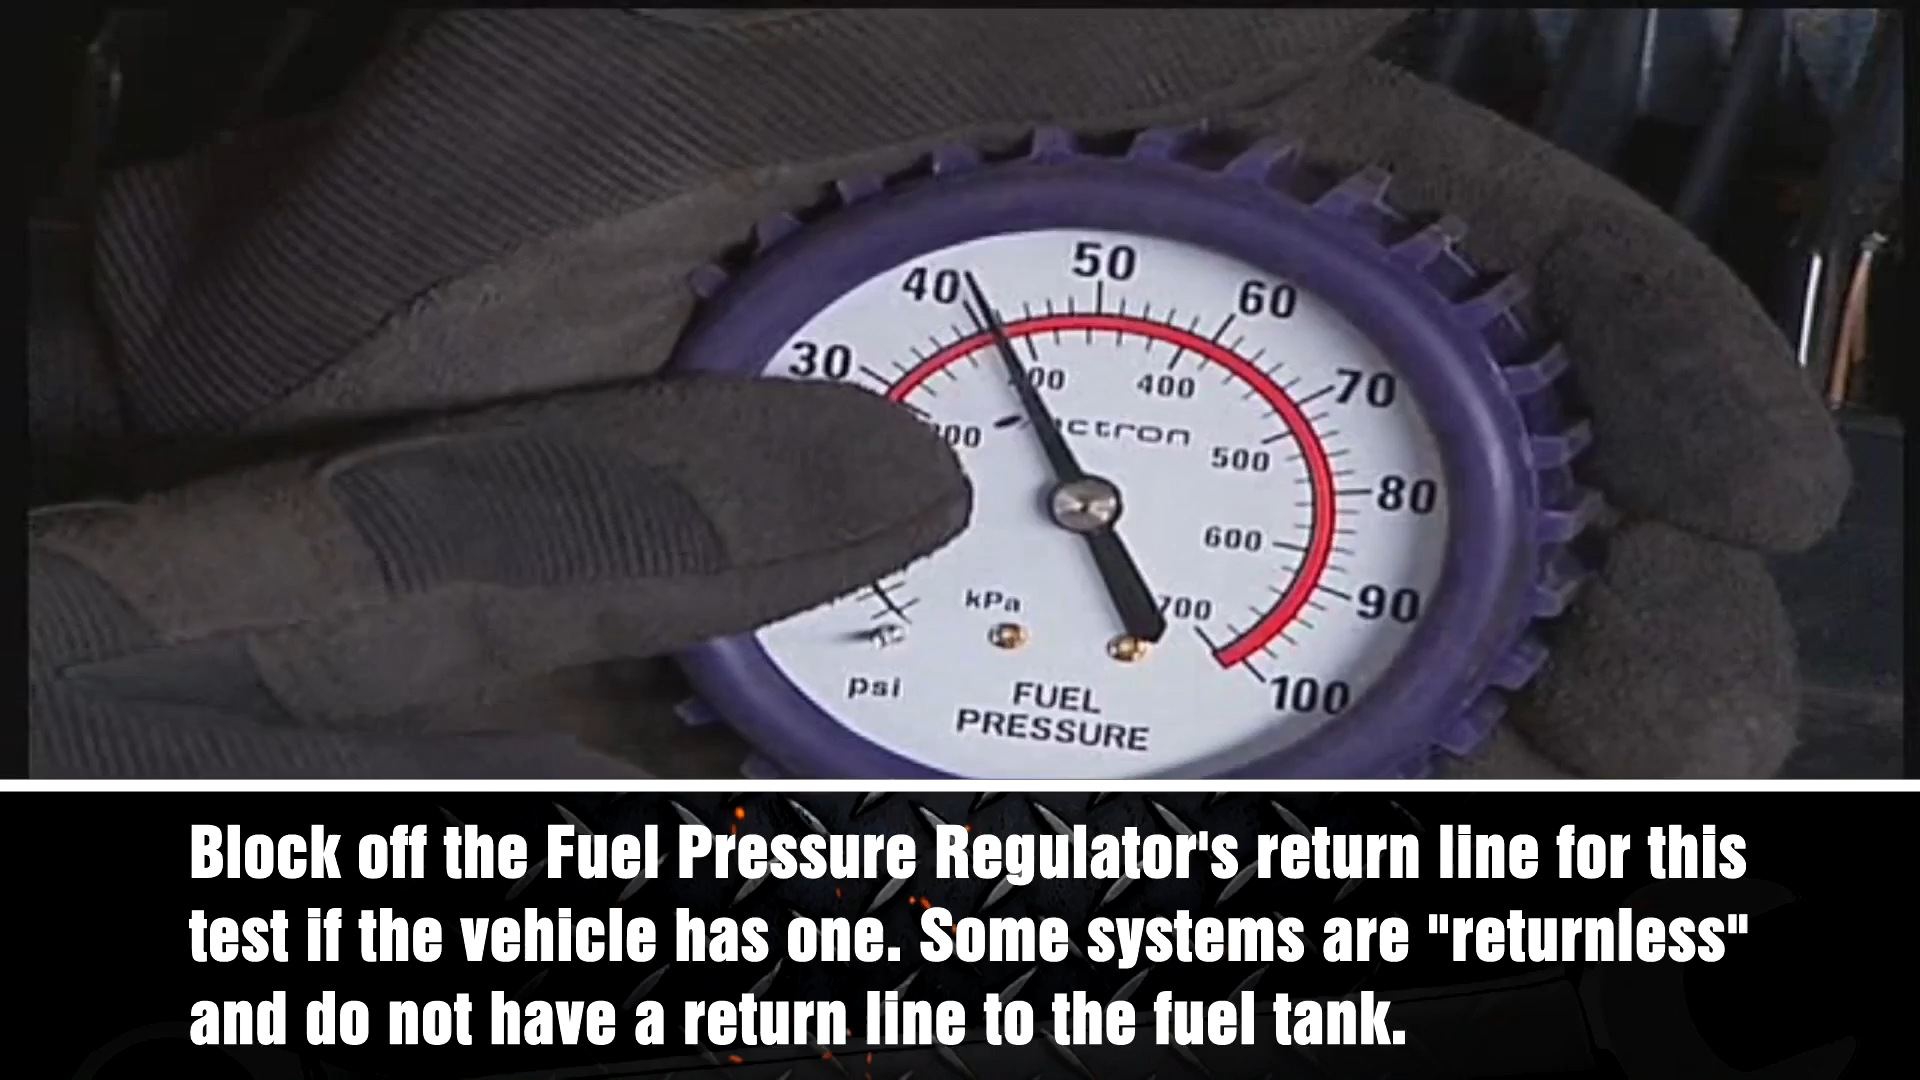 50
40
60
30
70
400
500
80
600
kPa
700
90
psi
FUEL
PRESSURE
100
Block off the Fuel Pressure Regulator's return line for this
test if the vehicle has one. Some systems are "returnless"
and do not have a return line to the fuel tank.